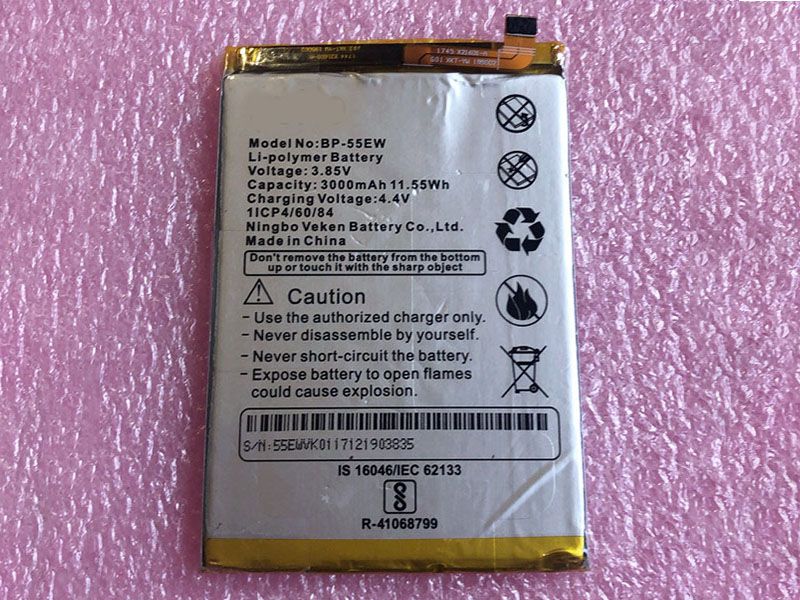 1745 X2160L-A
Model No:BP-55EW
Li-polymer Battery
Voltage: 3.85V
Capacity: 3000mAh 11.55Wh
Charging Voltage:4.4V
1ICP4/60/84
Ningbo Veken Battery Co.,Ltd.
Made in China
Don't remove the battery from the bottom
up or touch it with the sharp object
Caution
- Use the authorized charger only.
- Never disassemble by yourself.
- Never short-circuit the battery.
- Expose battery to open flames
could cause explosion.
S/N:55EWVK0117121903835
IS 16046/IEC 62133
R-41068799